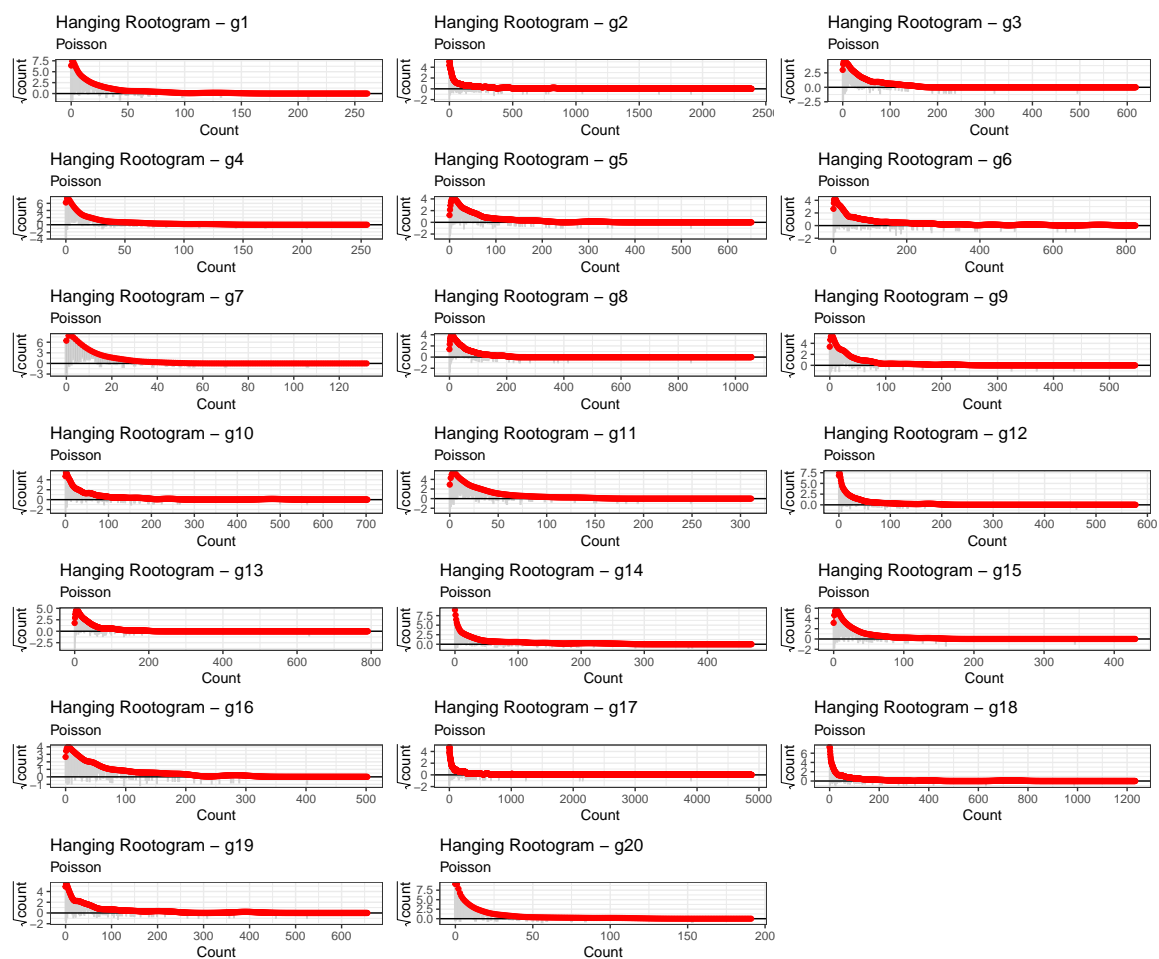 Hanging Rootogram − g1
Poisson
7.5
5.0
2.5
0.0
√count
0 50 100 150 200 250
Count
Hanging Rootogram − g2
Poisson
4
2
0
−2
√count
0 500 1000 1500 2000 2500
Count
Hanging Rootogram − g3
Poisson
2.5
0.0
−2.5
√count
0 100 200 300 400 500 600
Count
Hanging Rootogram − g4
Poisson
6
4
2
0
−2
−4
√count
0 50 100 150 200 250
Count
Hanging Rootogram − g5
Poisson
4
2
0
−2
√count
0 100 200 300 400 500 600
Count
Hanging Rootogram − g6
Poisson
4
2
0
−2
√count
0 200 400 600 800
Count
Hanging Rootogram − g7
Poisson
6
3
0
−3
√count
0 20 40 60 80 100 120
Count
Hanging Rootogram − g8
Poisson
4
2
0
−2
√count
0 200 400 600 800 1000
Count
Hanging Rootogram − g9
Poisson
4
2
0
√count
0 100 200 300 400 500
Count
Hanging Rootogram − g10
Poisson
4
2
0
−2
√count
0 100 200 300 400 500 600 700
Count
Hanging Rootogram − g11
Poisson
4
2
0
−2
√count
0 50 100 150 200 250 300
Count
Hanging Rootogram − g12
Poisson
7.5
5.0
2.5
0.0
√count
0 100 200 300 400 500 600
Count
Hanging Rootogram − g13
Poisson
5.0
2.5
0.0
−2.5
√count
0 200 400 600 800
Count
Hanging Rootogram − g14
Poisson
7.5
5.0
2.5
0.0
√count
0 100 200 300 400
Count
Hanging Rootogram − g15
Poisson
6
4
2
0
−2
√count
0 100 200 300 400
Count
Hanging Rootogram − g16
Poisson
4
3
2
1
0
−1
√count
0 100 200 300 400 500
Count
Hanging Rootogram − g17
Poisson
4
2
0
−2
√count
0 1000 2000 3000 4000 5000
Count
Hanging Rootogram − g18
Poisson
6
4
2
0
√count
0 200 400 600 800 1000 1200
Count
Hanging Rootogram − g19
Poisson
4
2
0
−2
√count
0 100 200 300 400 500 600
Count
Hanging Rootogram − g20
Poisson
7.5
5.0
2.5
0.0
√count
0 50 100 150 200
Count